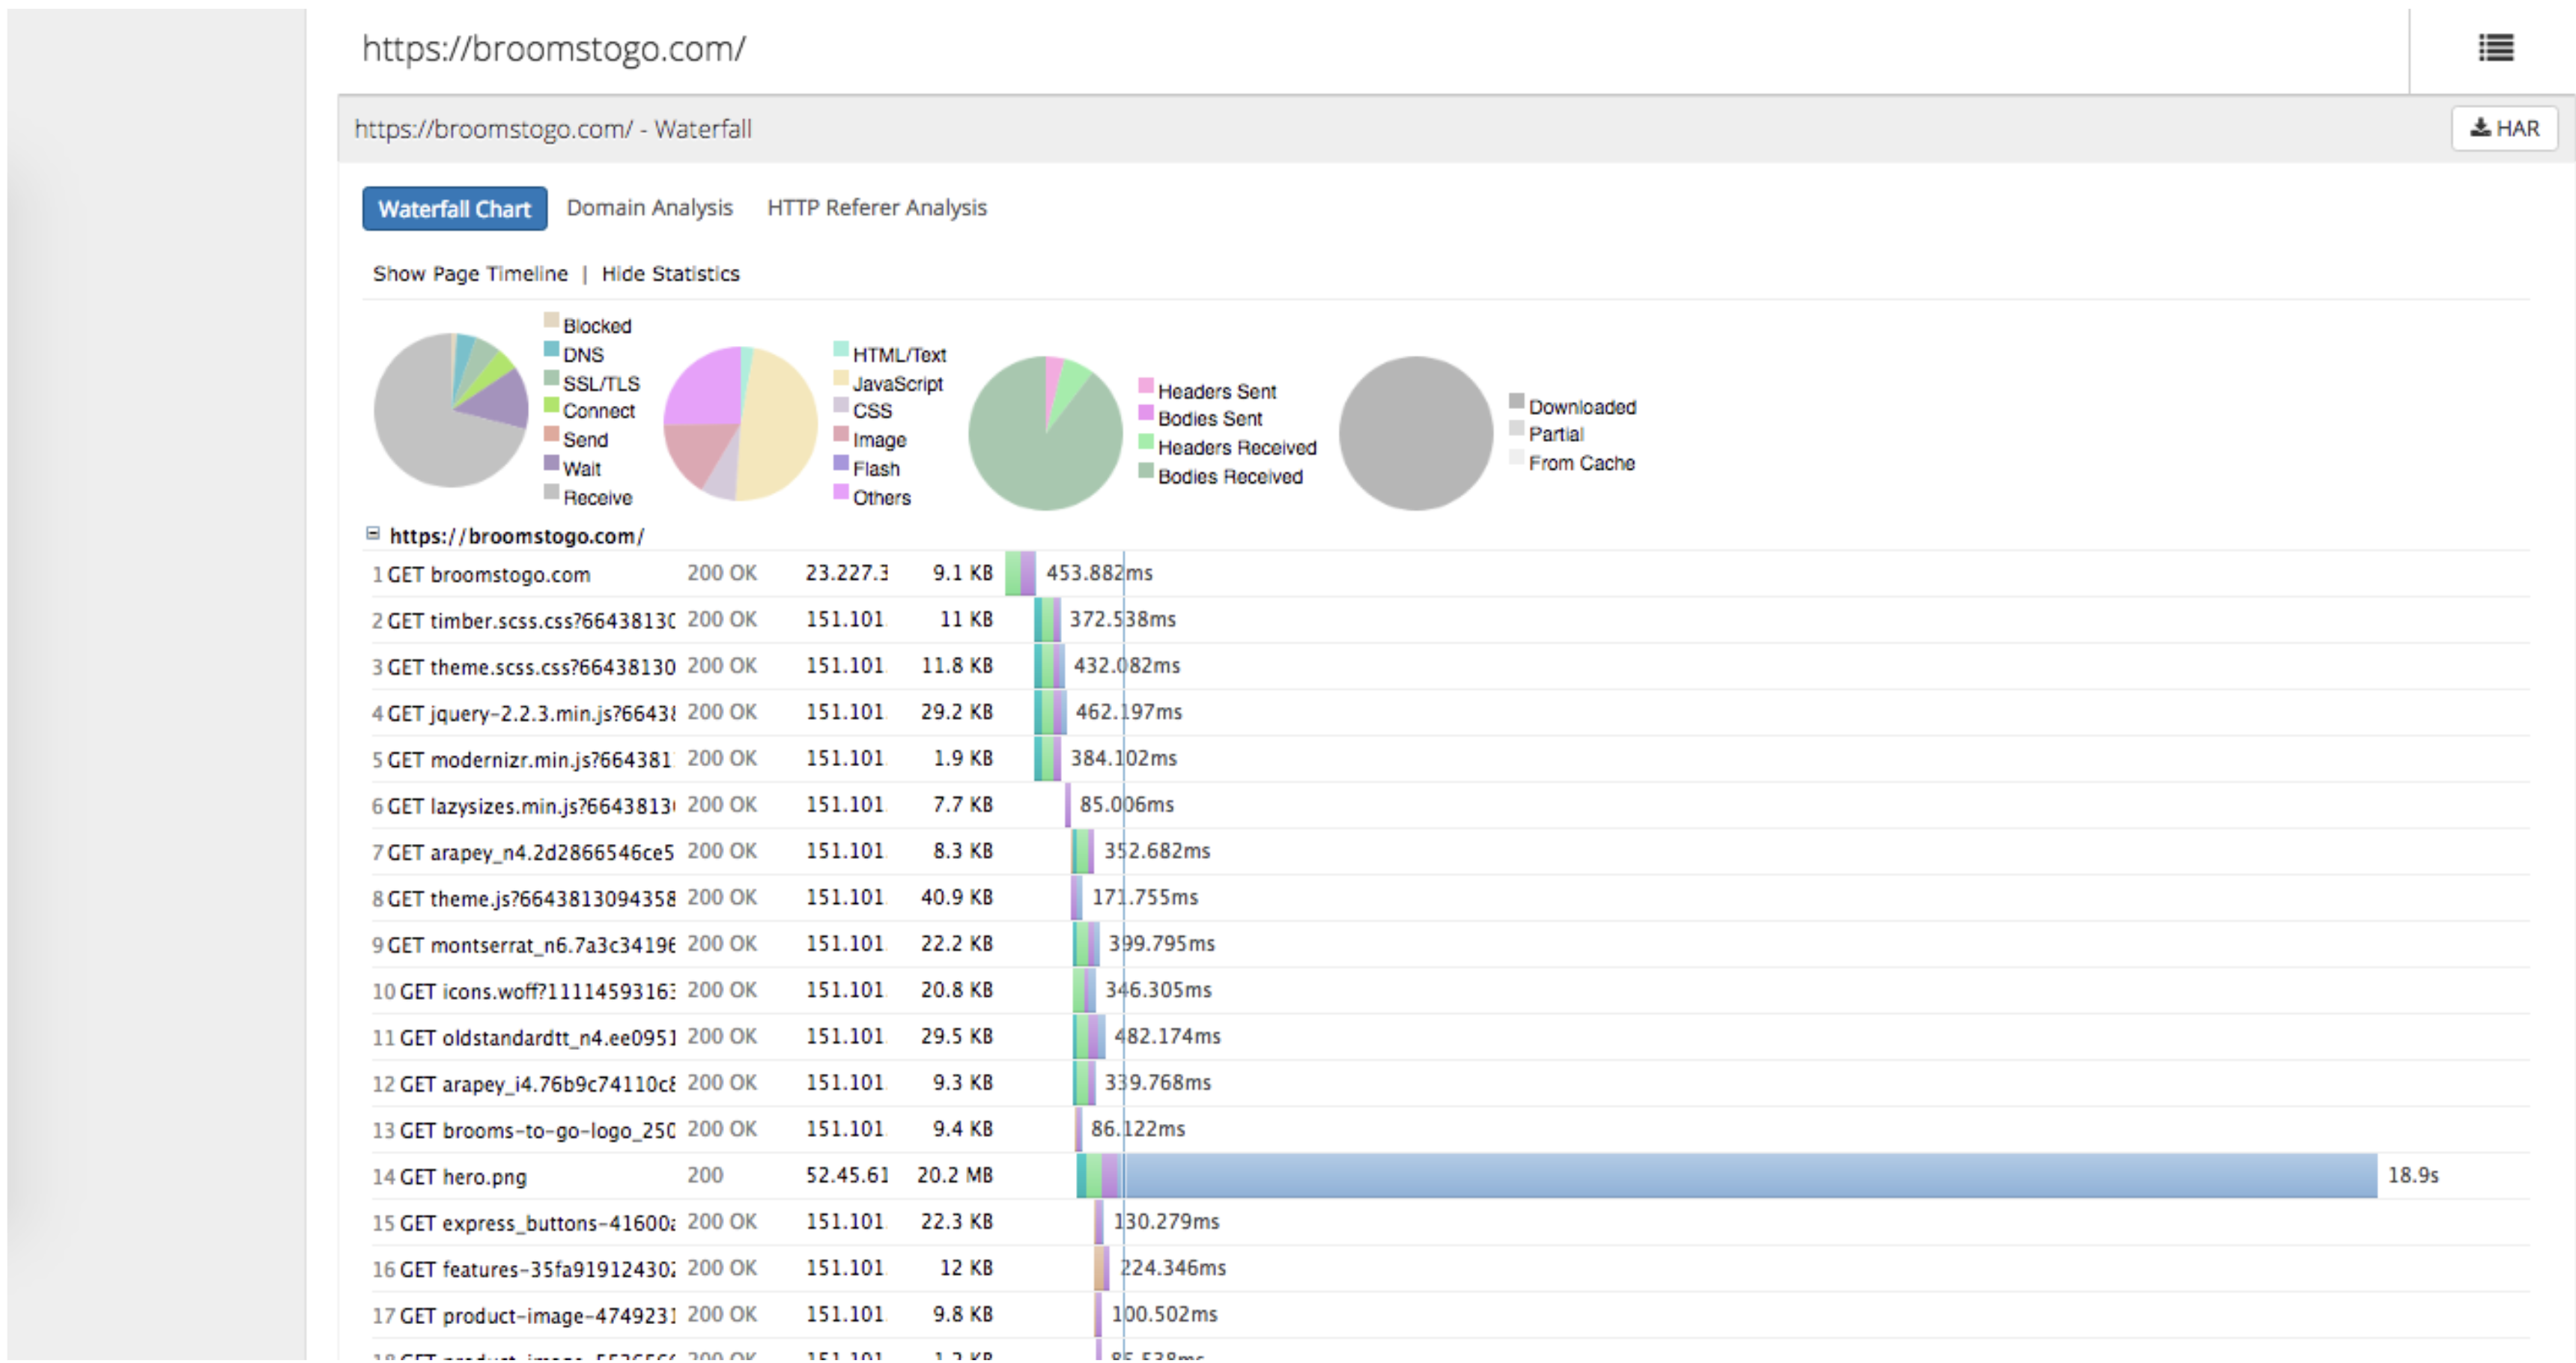 https://broomstogo.com/
https://broomstogo.com/ - Waterfall
HAR
Waterfall Chart Domain Analysis HTTP Referer Analysis
Show Page Timeline | Hide Statistics
Blocked
DNS
SSL/TLS
Connect
Send
Wait
Receive
HTML/Text
JavaScript
CSS
Image
Flash
Others
Headers Sent
Bodies Sent
Headers Received
Bodies Received
Downloaded
Partial
From Cache
https://broomstogo.com/
1 GET broomstogo.com 200 OK 23.227.3 9.1 KB 453.882ms
2 GET timber.scss.css?6643813( 200 OK 151.101. 11 KB 372.538ms
3 GET theme.scss.css?66438130 200 OK 151.101. 11.8 KB 432.082ms
4 GET jquery-2.2.3.min.js?6643 200 OK 151.101. 29.2 KB 462.197ms
5 GET modernizr.min.js?664381 200 OK 151.101. 1.9 KB 384.102ms
6 GET lazysizes.min.js?6643813 200 OK 151.101. 7.7 KB 85.006ms
7 GET arapey_n4.2d2866546ce5 200 OK 151.101. 8.3 KB 352.682ms
8 GET theme.js?6643813094358 200 OK 151.101. 40.9 KB 171.755ms
9 GET montserrat_n6.7a3c34196 200 OK 151.101. 22.2 KB 399.795ms
10 GET icons.woff?11114593163 200 OK 151.101. 20.8 KB 346.305ms
11 GET oldstandardtt_n4.ee0951 200 OK 151.101. 29.5 KB 482.174ms
12 GET arapey_i4.76b9c74110c8 200 OK 151.101. 9.3 KB 339.768ms
13 GET brooms-to-go-logo_250 200 OK 151.101. 9.4 KB 86.122ms
14 GET hero.png 200 52.45.61 20.2 MB 18.9s
15 GET express_buttons-41600 200 OK 151.101. 22.3 KB 130.279ms
16 GET features-35fa91912430 200 OK 151.101. 12 KB 224.346ms
17 GET product-image-4749231 200 OK 151.101. 9.8 KB 100.502ms